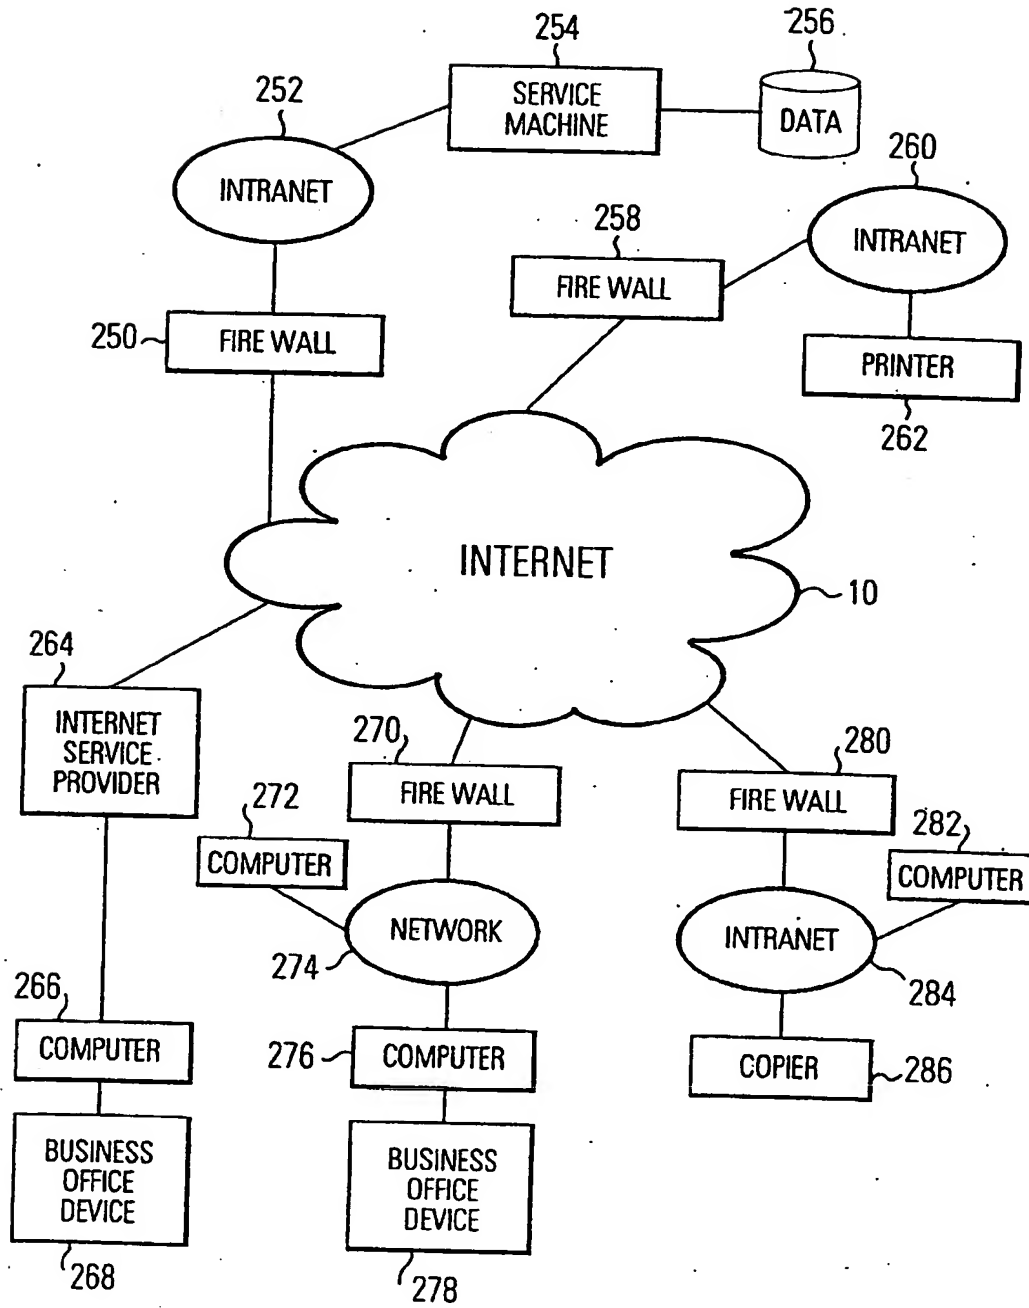 254
256
SERVICE
MACHINE
DATA
252
INTRANET
260
INTRANET
258
FIRE WALL
250
FIRE WALL
PRINTER
262
INTERNET
10
264
INTERNET
SERVICE
PROVIDER
270
FIRE WALL
280
FIRE WALL
272
COMPUTER
282
COMPUTER
NETWORK
274
INTRANET
284
266
COMPUTER
276
COMPUTER
COPIER
286
BUSINESS
OFFICE
DEVICE
268
BUSINESS
OFFICE
DEVICE
278